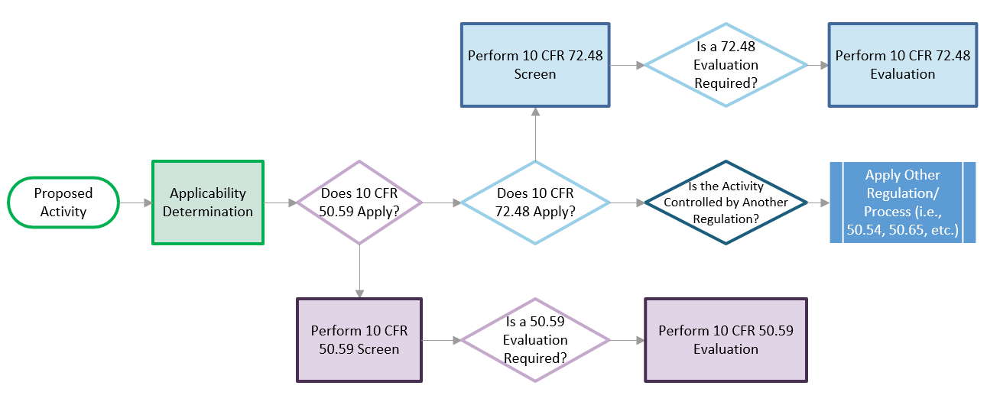 Perform 10 CFR 72.48
Screen
Is a 72.48
Evaluation
Required?
Perform 10 CFR 72.48
Evaluation
Proposed
Activity
Applicability
Determination
Does 10 CFR
50.59 Apply?
Does 10 CFR
72.48 Apply?
Is the Activity
Controlled by Another
Regulation?
Apply Other
Regulation/
Process (i.e.,
50.54, 50.65, etc.)
Perform 10 CFR
50.59 Screen
Is a 50.59
Evaluation
Required?
Perform 10 CFR 50.59
Evaluation